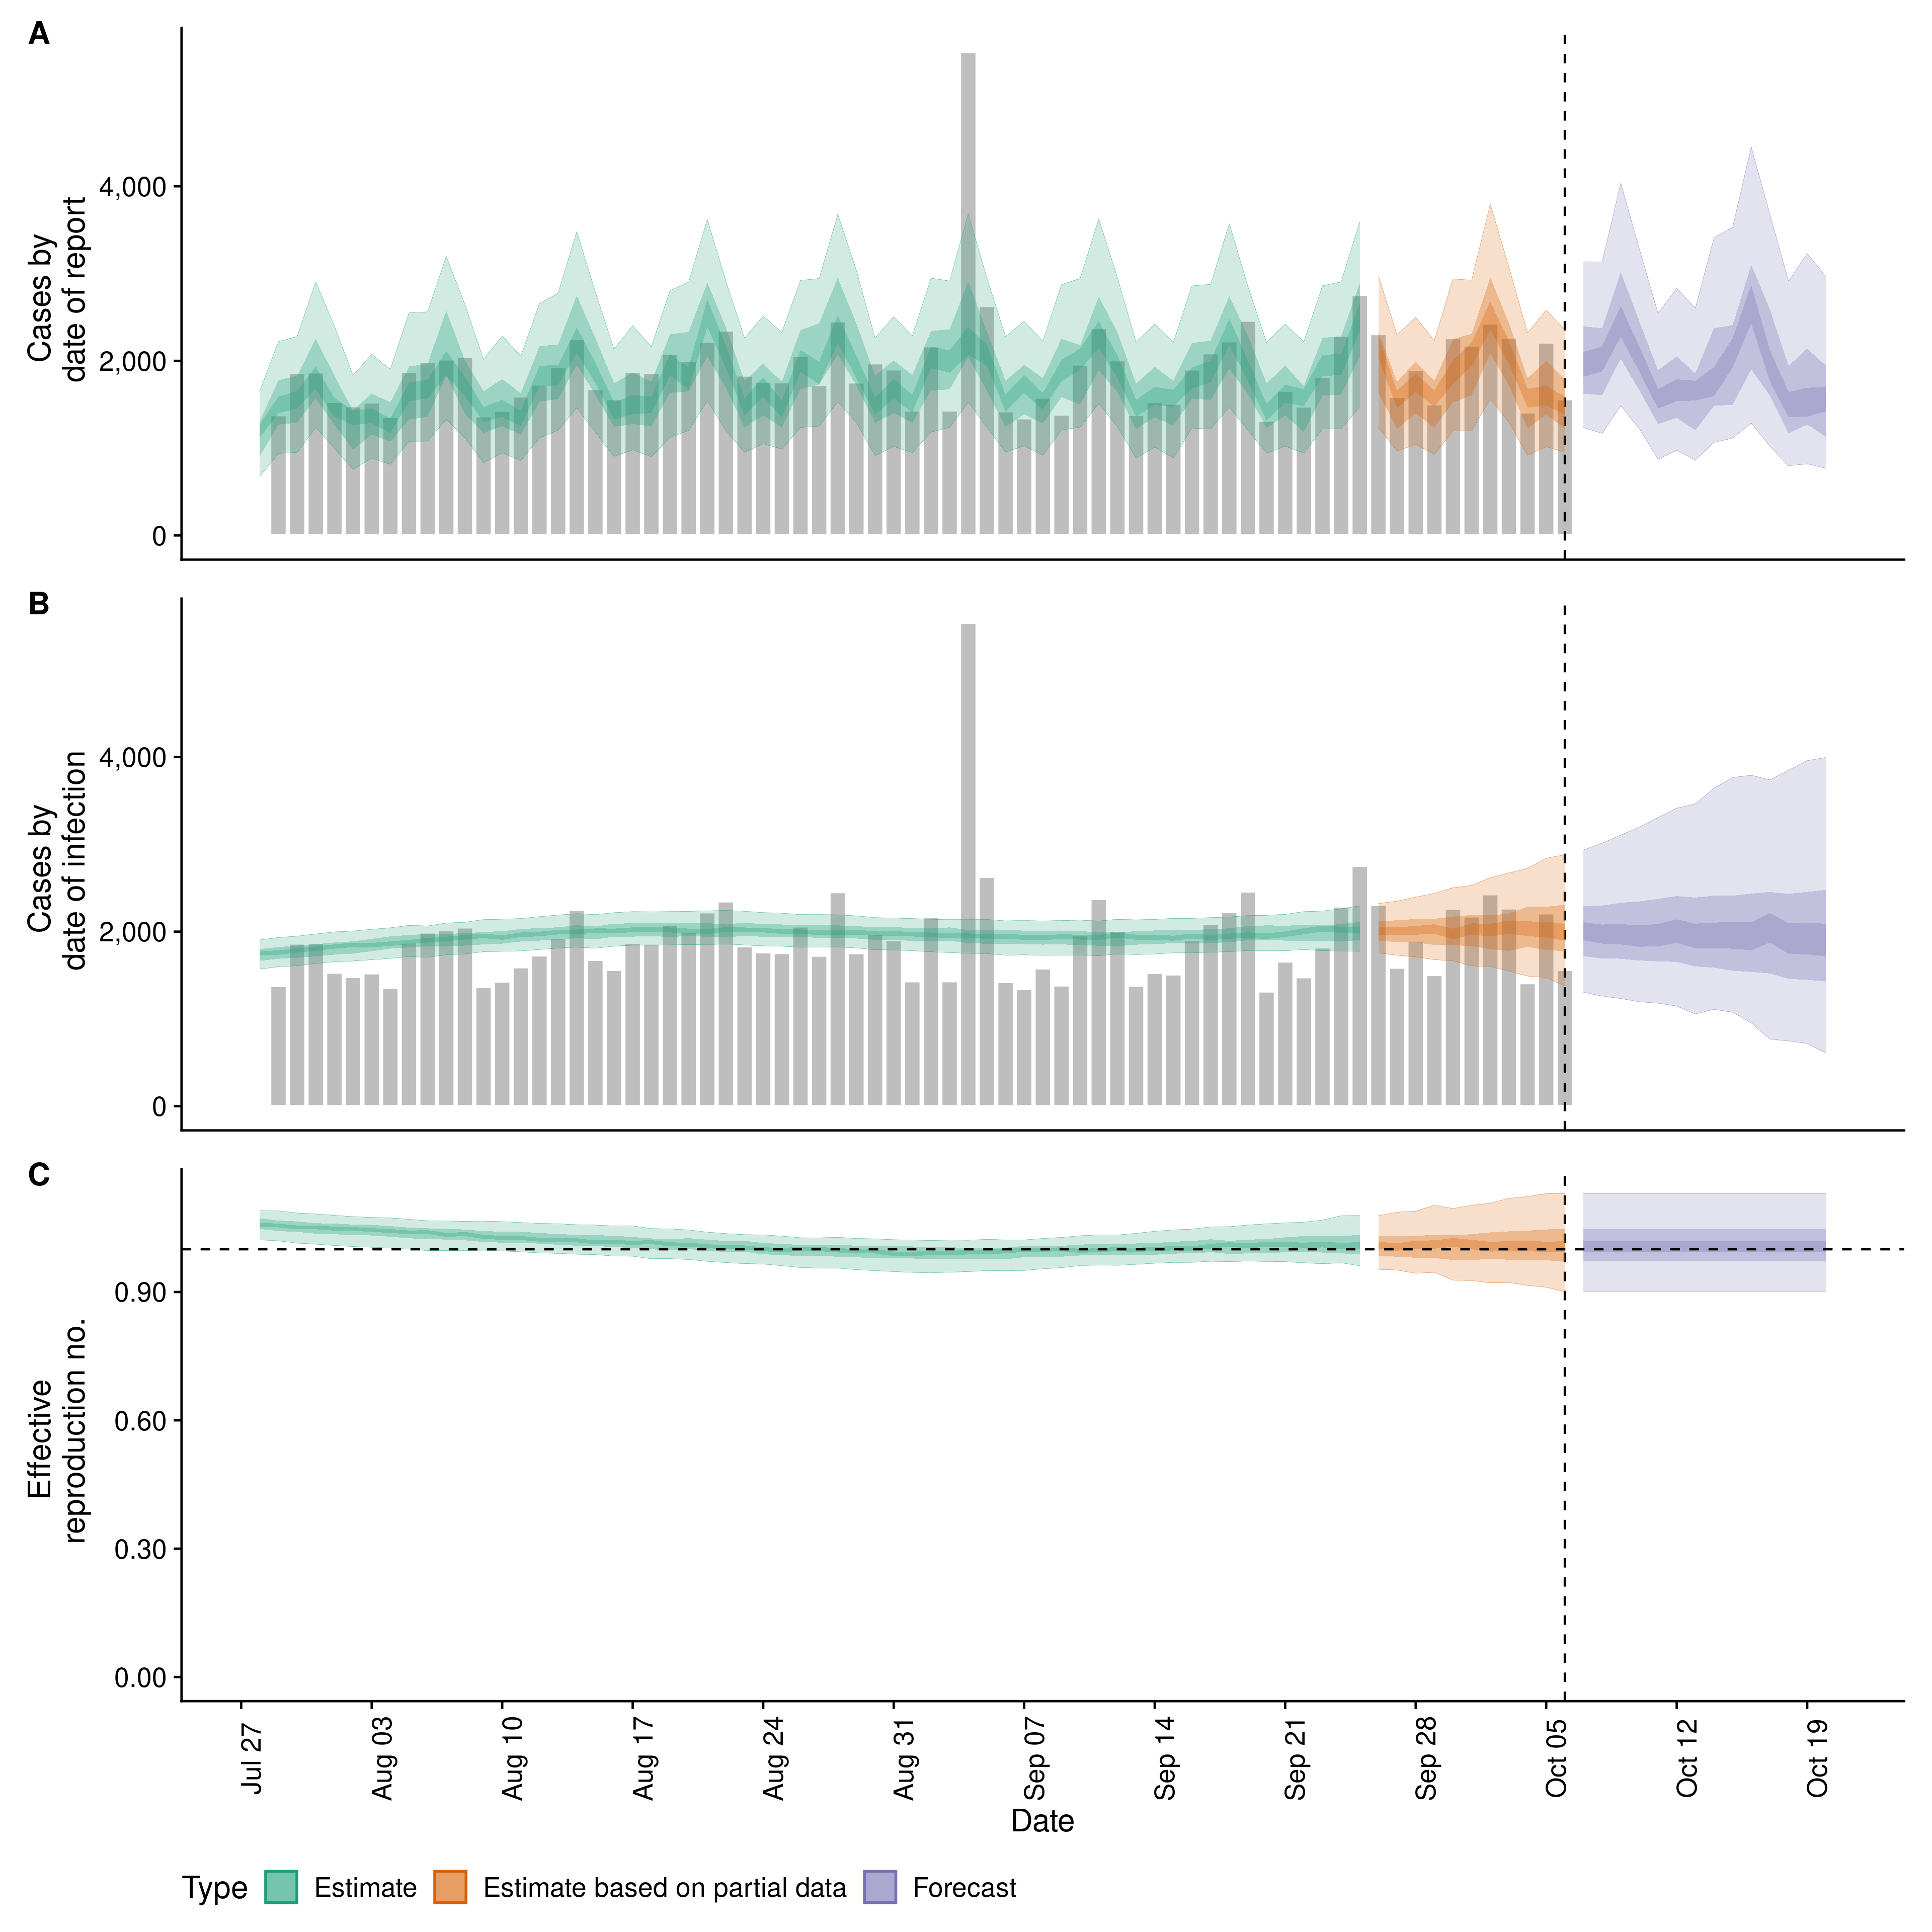 A
Cases by
date of report
4,000
2,000
0
B
Cases by
date of infection
4,000
2,000
0
C
Effective
reproduction no.
0.90
0.60
0.30
0.00
Jul 27
Aug 03
Aug 10
Aug 17
Aug 24
Aug 31
Sep 07
Sep 14
Sep 21
Sep 28
Oct 05
Oct 12
Oct 19
Date
Type Estimate Estimate based on partial data Forecast